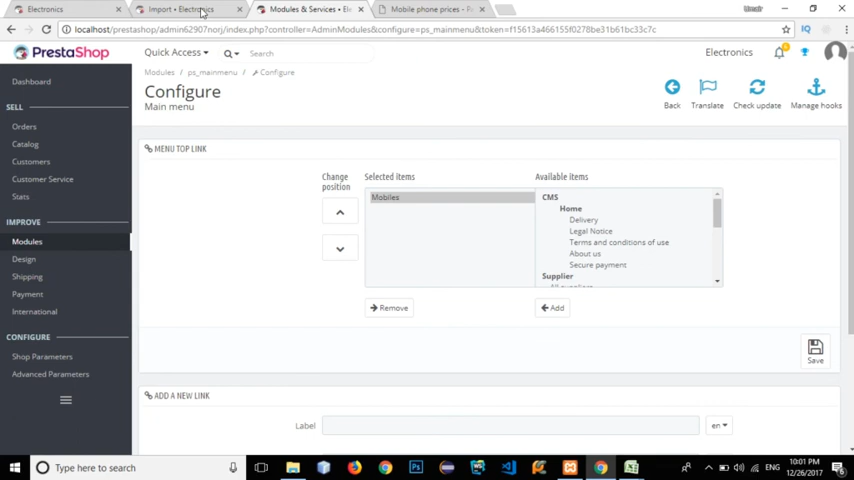 Electronics
Import • Electronics
Modules & Services • Ele
Mobile phone prices - P
localhost/prestashop/admin62907norj/index.php?controller=AdminModules&configure=ps_mainmenu&token=f15613a466155cf0278be31b61bc33c7c
PrestaShop
Quick Access
Search
Electronics
Modules / ps_mainmenu / Configure
Configure
Main menu
Back
Translate
Check update
Manage hooks
Dashboard
SELL
Orders
Catalog
Customers
Customer Service
Stats
IMPROVE
Modules
Design
Shipping
Payment
International
CONFIGURE
Shop Parameters
Advanced Parameters
MENU TOP LINK
Change position
Selected items
Available items
Mobiles
CMS
Home
Delivery
Legal Notice
Terms and conditions of use
About us
Secure payment
Supplier
All suppliers
Remove
Add
Save
ADD A NEW LINK
Label
en
Type here to search
ENG
10:01 PM
12/26/2017